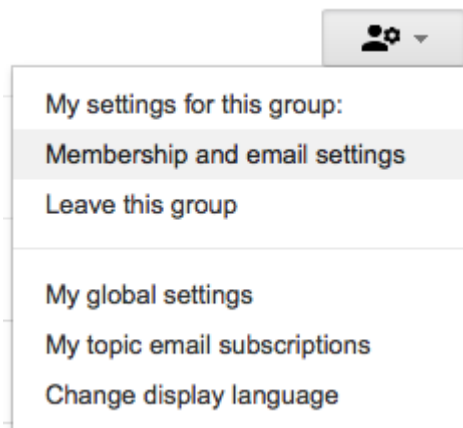 My settings for this group:
Membership and email settings
Leave this group
My global settings
My topic email subscriptions
Change display language